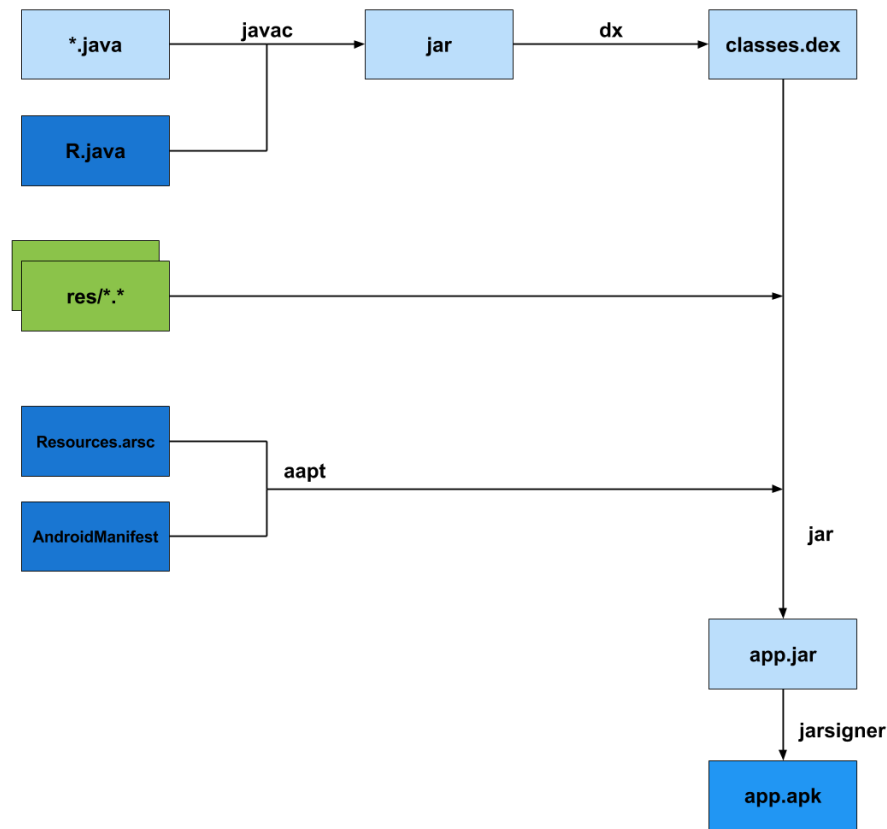 *.java
javac
jar
dx
classes.dex
R.java
res/*.*
Resources.arsc
aapt
AndroidManifest
jar
app.jar
jarsigner
app.apk